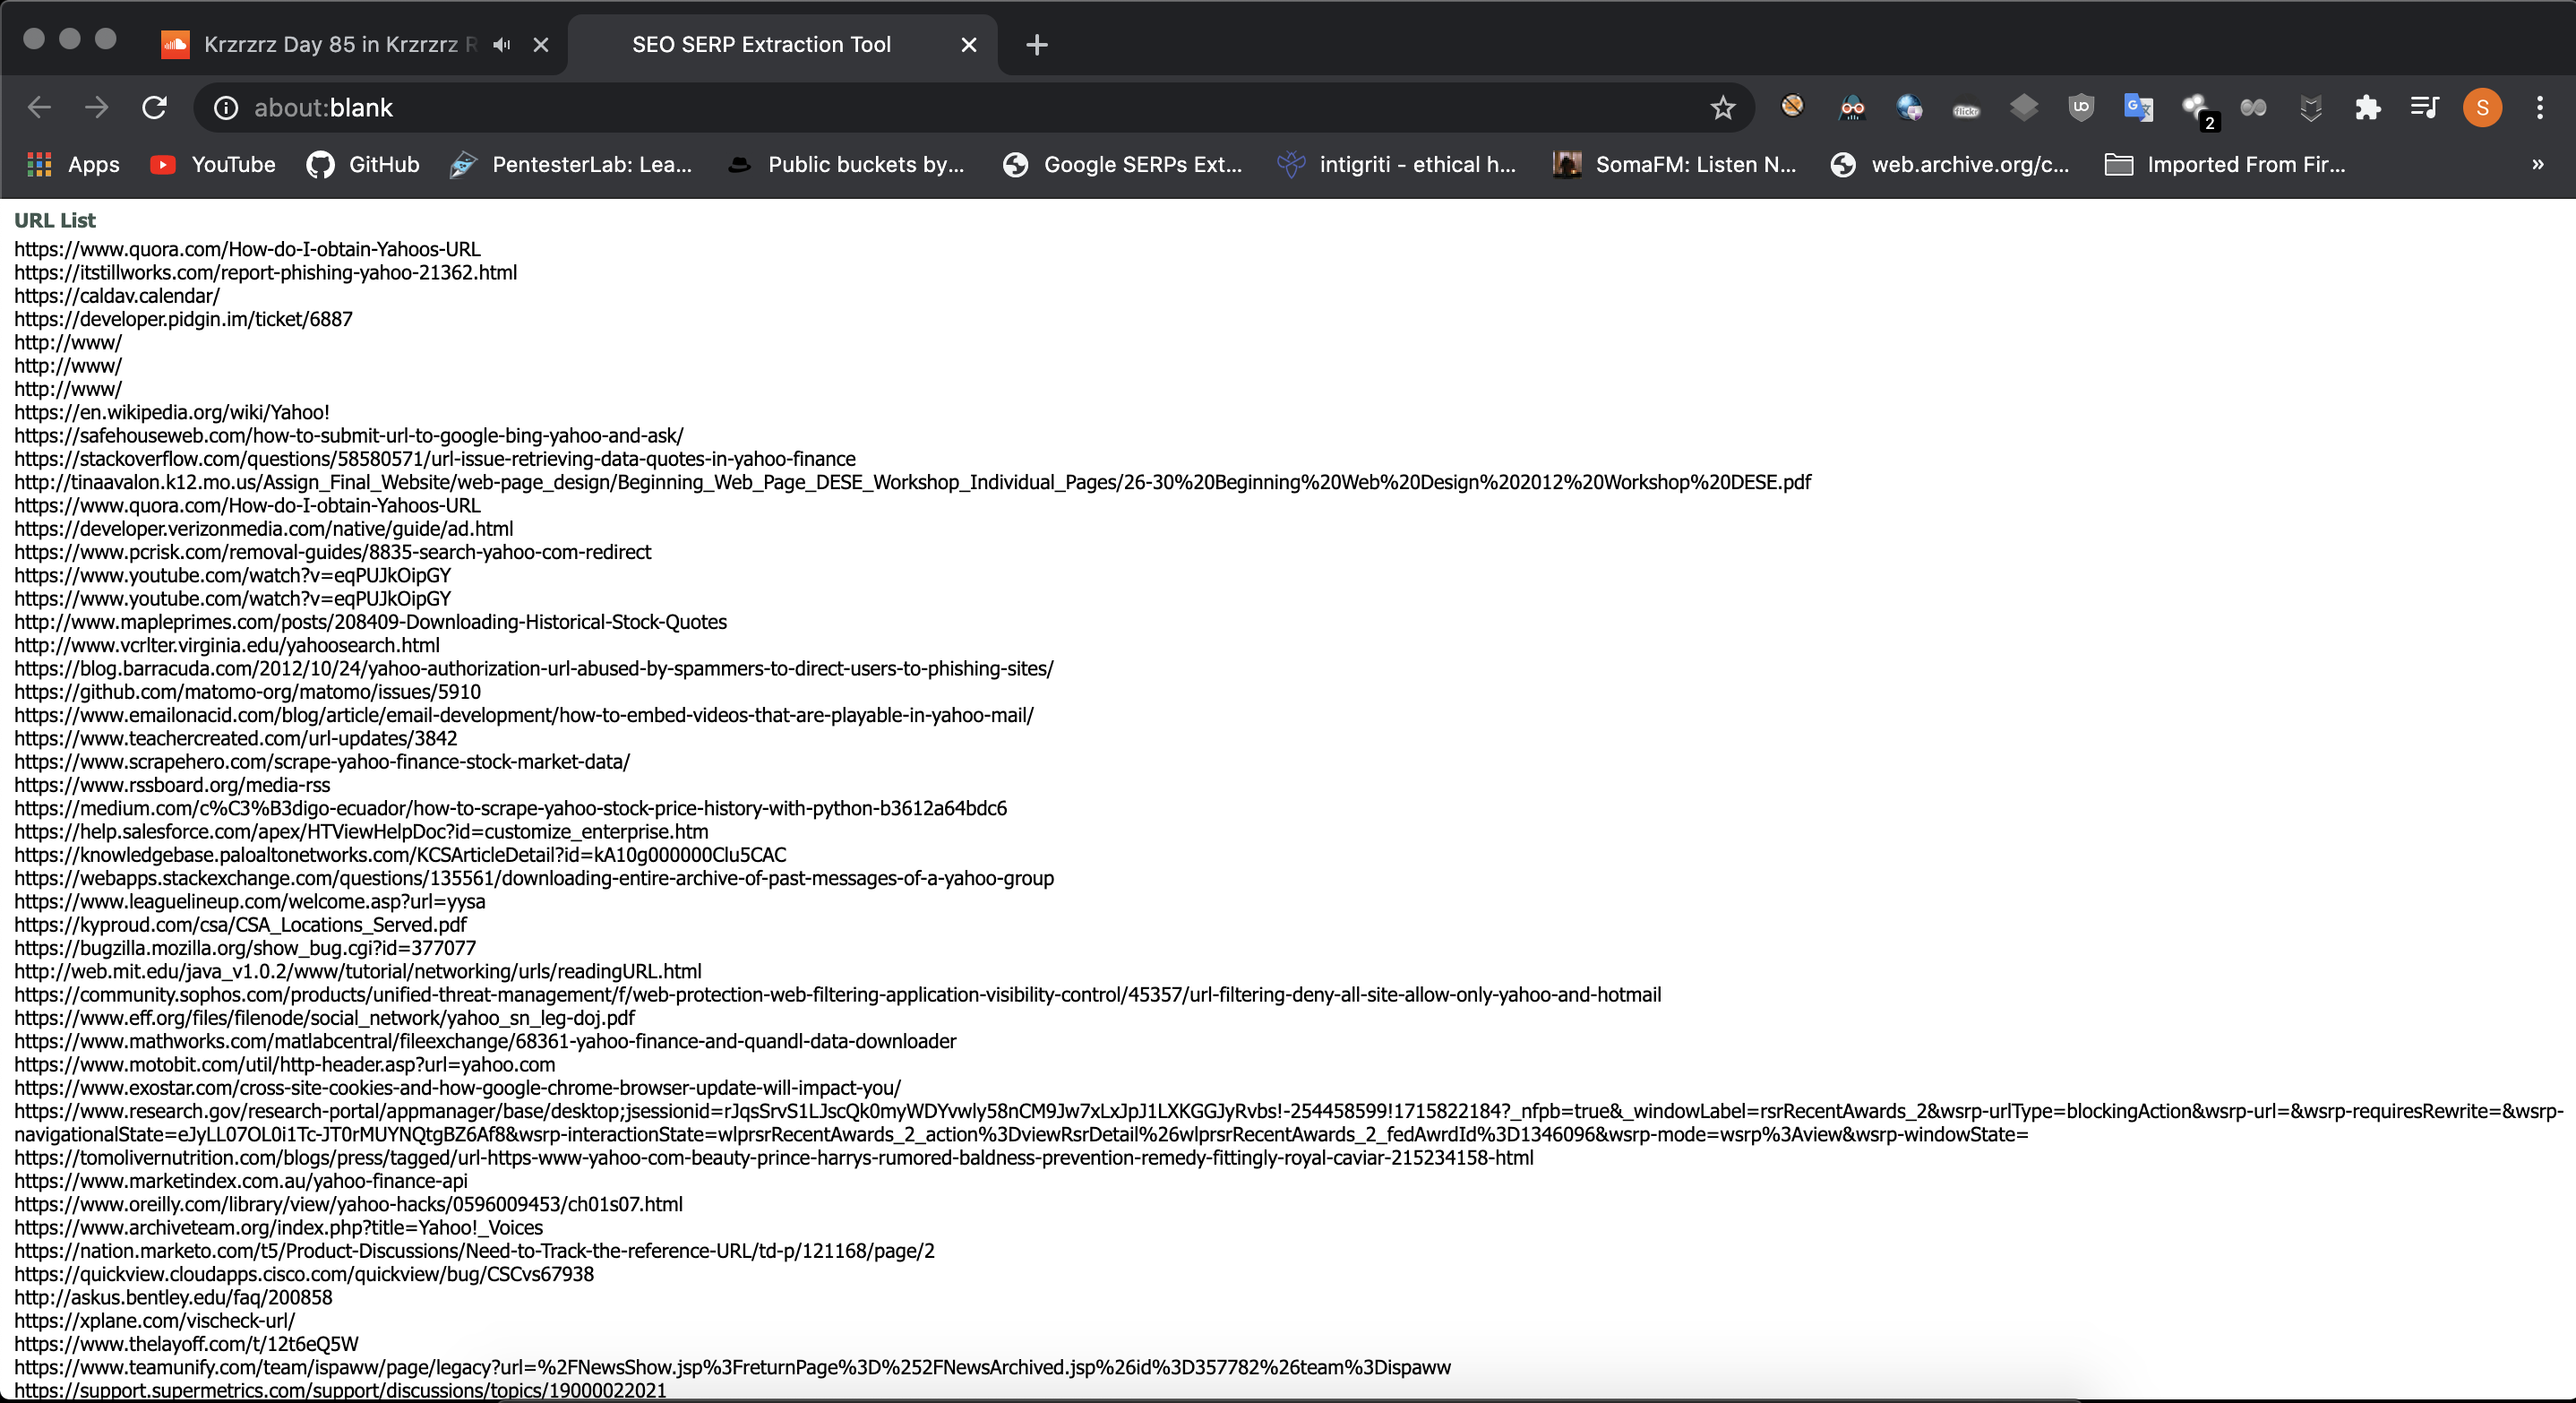 Krzrzrz Day 85 in Krzrzrz R
SEO SERP Extraction Tool
about:blank
flickr
2
S
Apps
YouTube
GitHub
PentesterLab: Lea...
Public buckets by...
Google SERPs Ext...
intigriti - ethical h...
SomaFM: Listen N...
web.archive.org/c...
Imported From Fir...
»
URL List
https://www.quora.com/How-do-I-obtain-Yahoos-URL
https://itstillworks.com/report-phishing-yahoo-21362.html
https://caldav.calendar/
https://developer.pidgin.im/ticket/6887
http://www/
http://www/
http://www/
https://en.wikipedia.org/wiki/Yahoo!
https://safehouseweb.com/how-to-submit-url-to-google-bing-yahoo-and-ask/
https://stackoverflow.com/questions/58580571/url-issue-retrieving-data-quotes-in-yahoo-finance
http://tinaavalon.k12.mo.us/Assign_Final_Website/web-page_design/Beginning_Web_Page_DESE_Workshop_Individual_Pages/26-30%20Beginning%20Web%20Design%202012%20Workshop%20DESE.pdf
https://www.quora.com/How-do-I-obtain-Yahoos-URL
https://developer.verizonmedia.com/native/guide/ad.html
https://www.pcrisk.com/removal-guides/8835-search-yahoo-com-redirect
https://www.youtube.com/watch?v=eqPUJkOipGY
https://www.youtube.com/watch?v=eqPUJkOipGY
http://www.mapleprimes.com/posts/208409-Downloading-Historical-Stock-Quotes
http://www.vcrlter.virginia.edu/yahoosearch.html
https://blog.barracuda.com/2012/10/24/yahoo-authorization-url-abused-by-spammers-to-direct-users-to-phishing-sites/
https://github.com/matomo-org/matomo/issues/5910
https://www.emailonacid.com/blog/article/email-development/how-to-embed-videos-that-are-playable-in-yahoo-mail/
https://www.teachercreated.com/url-updates/3842
https://www.scrapehero.com/scrape-yahoo-finance-stock-market-data/
https://www.rssboard.org/media-rss
https://medium.com/c%C3%B3digo-ecuador/how-to-scrape-yahoo-stock-price-history-with-python-b3612a64bdc6
https://help.salesforce.com/apex/HTViewHelpDoc?id=customize_enterprise.htm
https://knowledgebase.paloaltonetworks.com/KCSArticleDetail?id=kA10g000000Clu5CAC
https://webapps.stackexchange.com/questions/135561/downloading-entire-archive-of-past-messages-of-a-yahoo-group
https://www.leaguelineup.com/welcome.asp?url=yysa
https://kyproud.com/csa/CSA_Locations_Served.pdf
https://bugzilla.mozilla.org/show_bug.cgi?id=377077
http://web.mit.edu/java_v1.0.2/www/tutorial/networking/urls/readingURL.html
https://community.sophos.com/products/unified-threat-management/f/web-protection-web-filtering-application-visibility-control/45357/url-filtering-deny-all-site-allow-only-yahoo-and-hotmail
https://www.eff.org/files/filenode/social_network/yahoo_sn_leg-doj.pdf
https://www.mathworks.com/matlabcentral/fileexchange/68361-yahoo-finance-and-quandl-data-downloader
https://www.motobit.com/util/http-header.asp?url=yahoo.com
https://www.exostar.com/cross-site-cookies-and-how-google-chrome-browser-update-will-impact-you/
https://www.research.gov/research-portal/appmanager/base/desktop;jsessionid=rJqsSrvS1LJscQk0myWDYvwly58nCM9Jw7xLxJpJ1LXKGGJyRvbs!-254458599!1715822184?_nfpb=true&_windowLabel=rsrRecentAwards_2&wsrp-urlType=blockingAction&wsrp-url=&wsrp-requiresRewrite=&wsrp-
navigationalState=eJyLL07OL0i1Tc-JT0rMUYNQtgBZ6Af8&wsrp-interactionState=wlprsrRecentAwards_2_action%3DviewRsrDetail%26wlprsrRecentAwards_2_fedAwrdId%3D1346096&wsrp-mode=wsrp%3Aview&wsrp-windowState=
https://tomolivernutrition.com/blogs/press/tagged/url-https-www-yahoo-com-beauty-prince-harrys-rumored-baldness-prevention-remedy-fittingly-royal-caviar-215234158-html
https://www.marketindex.com.au/yahoo-finance-api
https://www.oreilly.com/library/view/yahoo-hacks/0596009453/ch01s07.html
https://www.archiveteam.org/index.php?title=Yahoo!_Voices
https://nation.marketo.com/t5/Product-Discussions/Need-to-Track-the-reference-URL/td-p/121168/page/2
https://quickview.cloudapps.cisco.com/quickview/bug/CSCvs67938
http://askus.bentley.edu/faq/200858
https://xplane.com/vischeck-url/
https://www.thelayoff.com/t/12t6eQ5W
https://www.teamunify.com/team/ispaww/page/legacy?url=%2FNewsShow.jsp%3FreturnPage%3D%252FNewsArchived.jsp%26id%3D357782%26team%3Dispaww
https://support.supermetrics.com/support/discussions/topics/19000022021